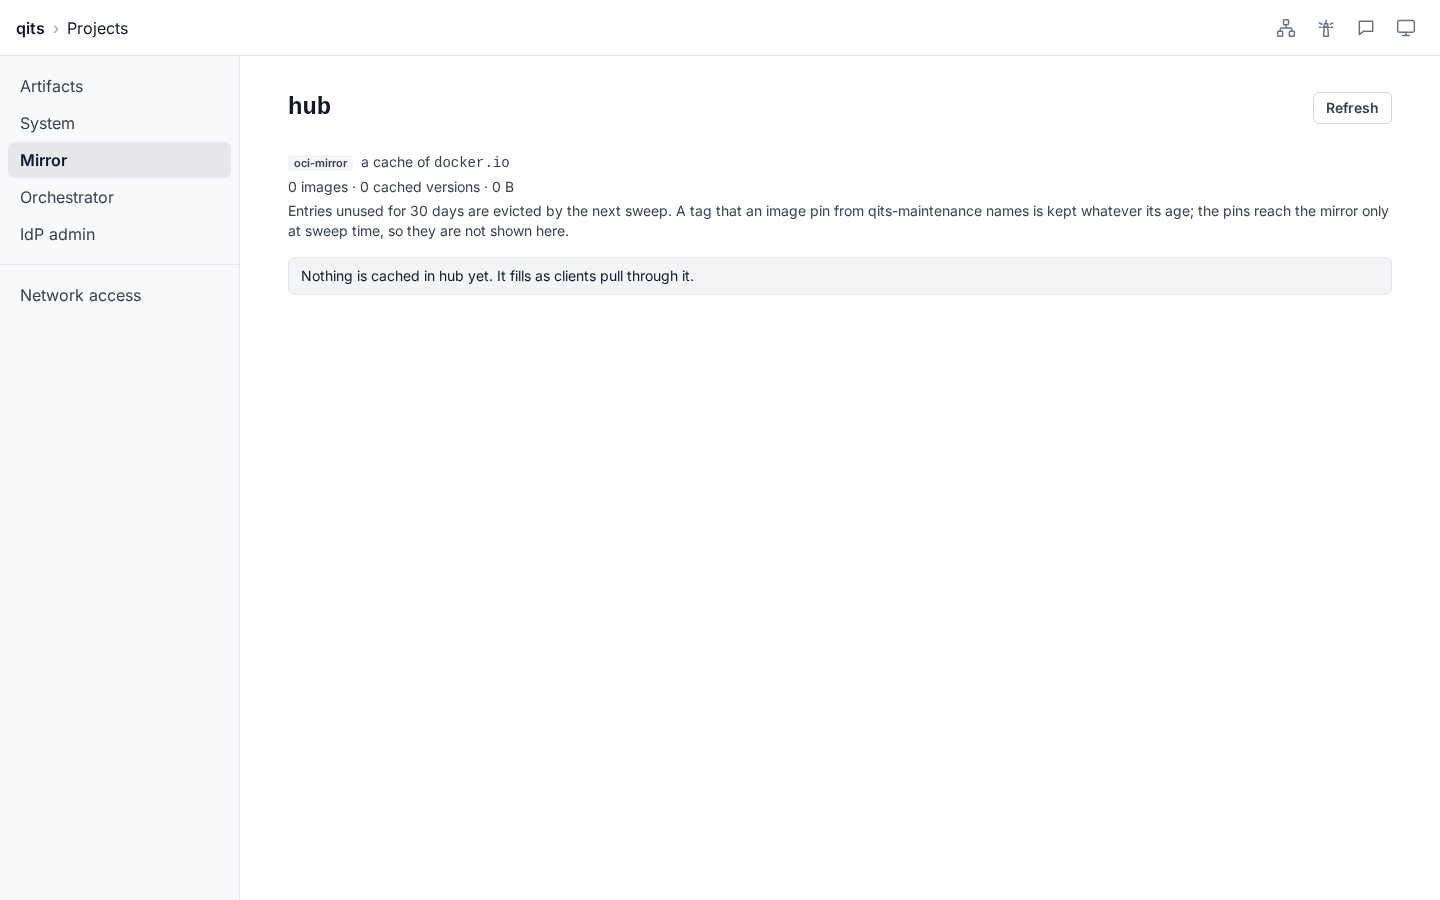 qits › Projects
Artifacts
System
Mirror
Orchestrator
IdP admin
Network access
hub
Refresh
oci-mirror a cache of docker.io
0 images · 0 cached versions · 0 B
Entries unused for 30 days are evicted by the next sweep. A tag that an image pin from qits-maintenance names is kept whatever its age; the pins reach the mirror only
at sweep time, so they are not shown here.
Nothing is cached in hub yet. It fills as clients pull through it.